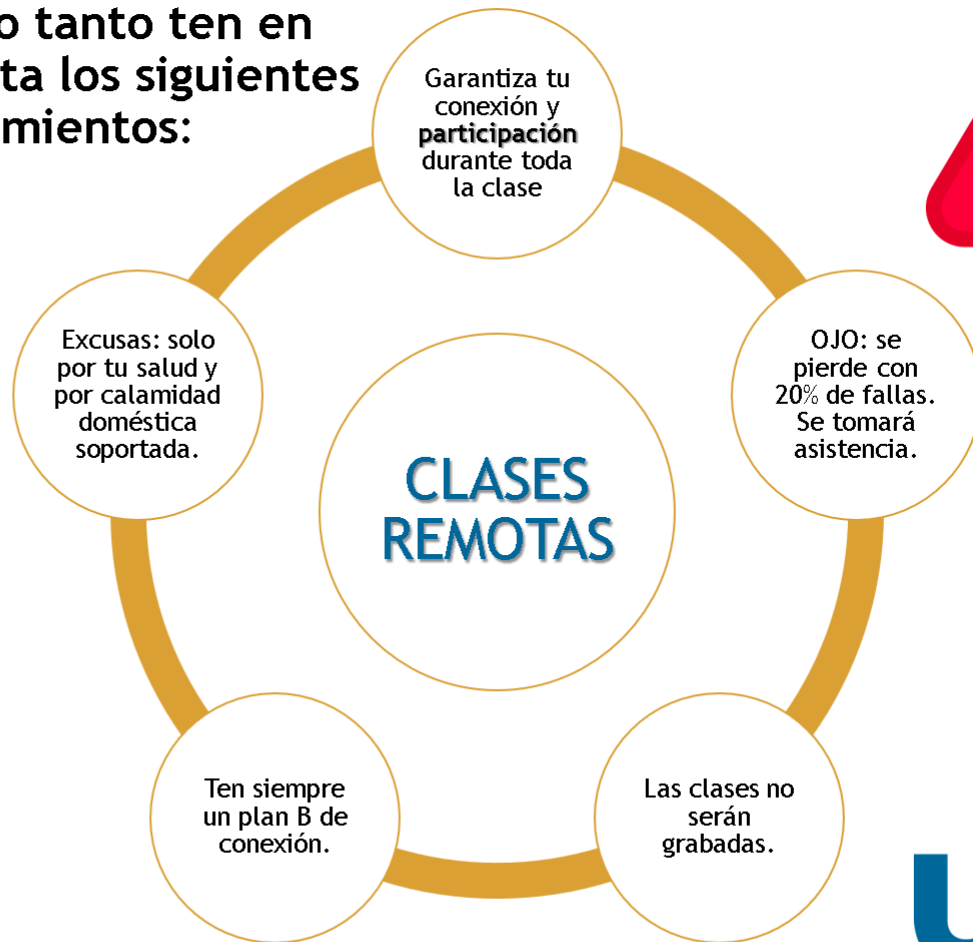 o tanto ten en
ta los siguientes
mientos:
Garantiza tu
conexión y
participación
durante toda
la clase
OJO: se
pierde con
20% de fallas.
Se tomará
asistencia.
Las clases no
serán
grabadas.
Ten siempre
un plan B de
conexión.
Excusas: solo
por tu salud y
por calamidad
doméstica
soportada.
CLASES
REMOTAS